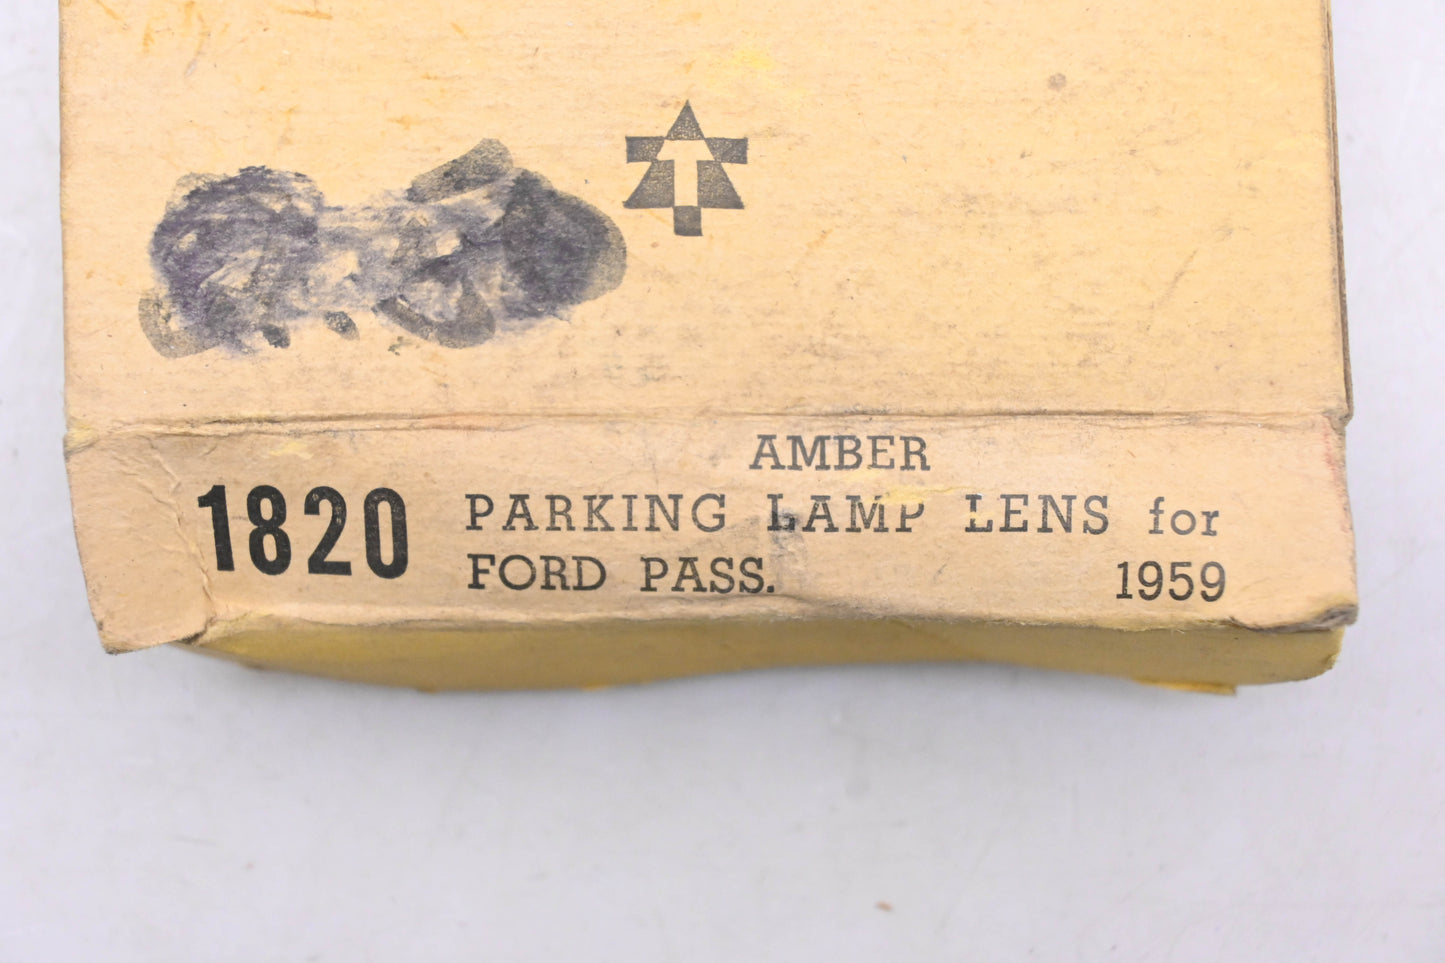 T
AMBER
1820 PARKING LAMP LENS for
FORD PASS. 1959